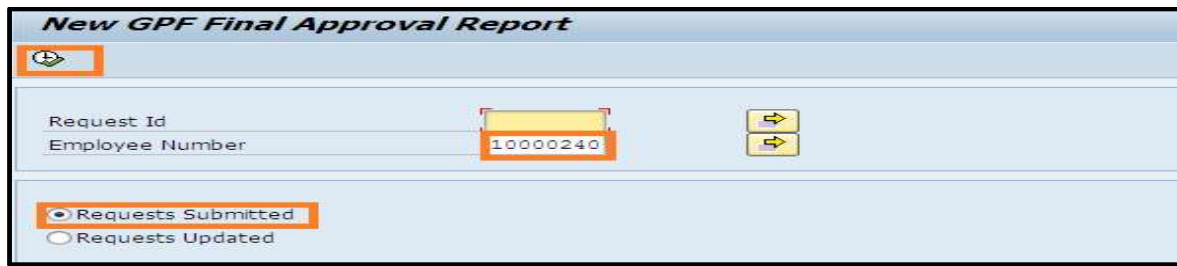 New GPF Final Approval Report
Request Id
Employee Number 10000240
Requests Submitted
Requests Updated